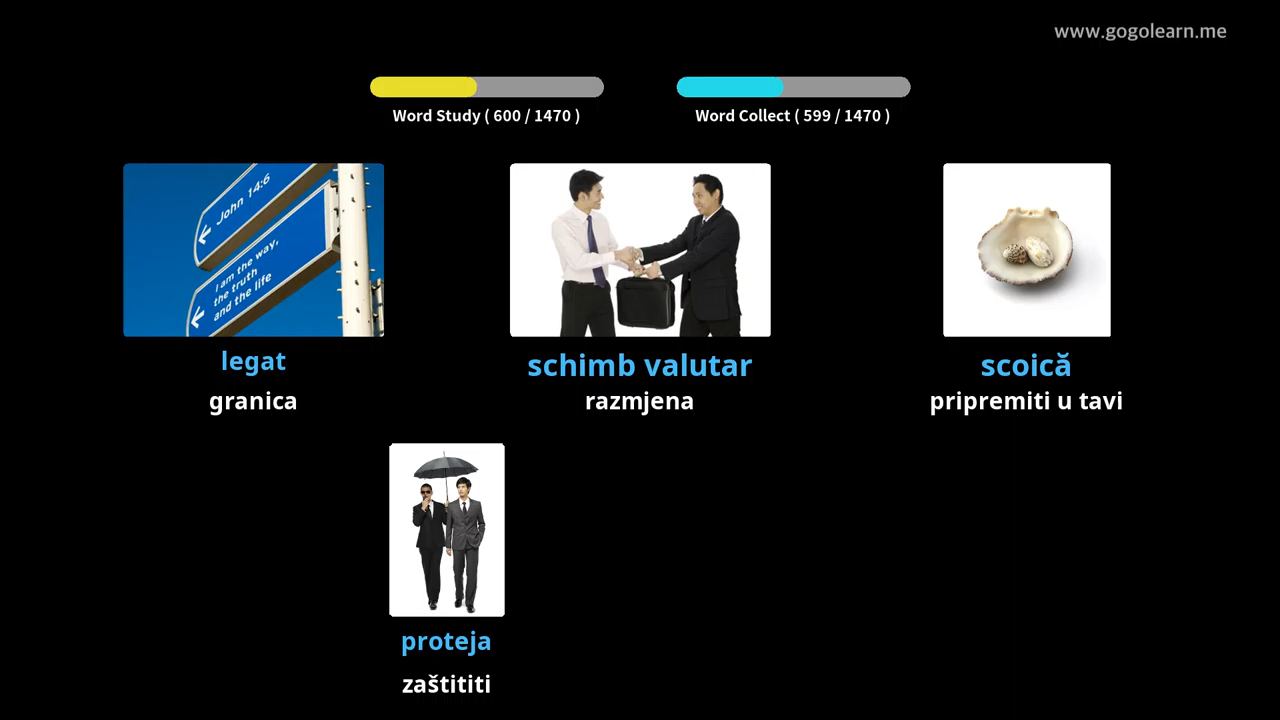 www.gogolearn.me
Word Study ( 600 / 1470 )
Word Collect ( 599 / 1470 )
John 14:6
I am the way,
the truth
and the life
legat
granica
schimb valutar
razmjena
scoică
pripremiti u tavi
proteja
zaštititi